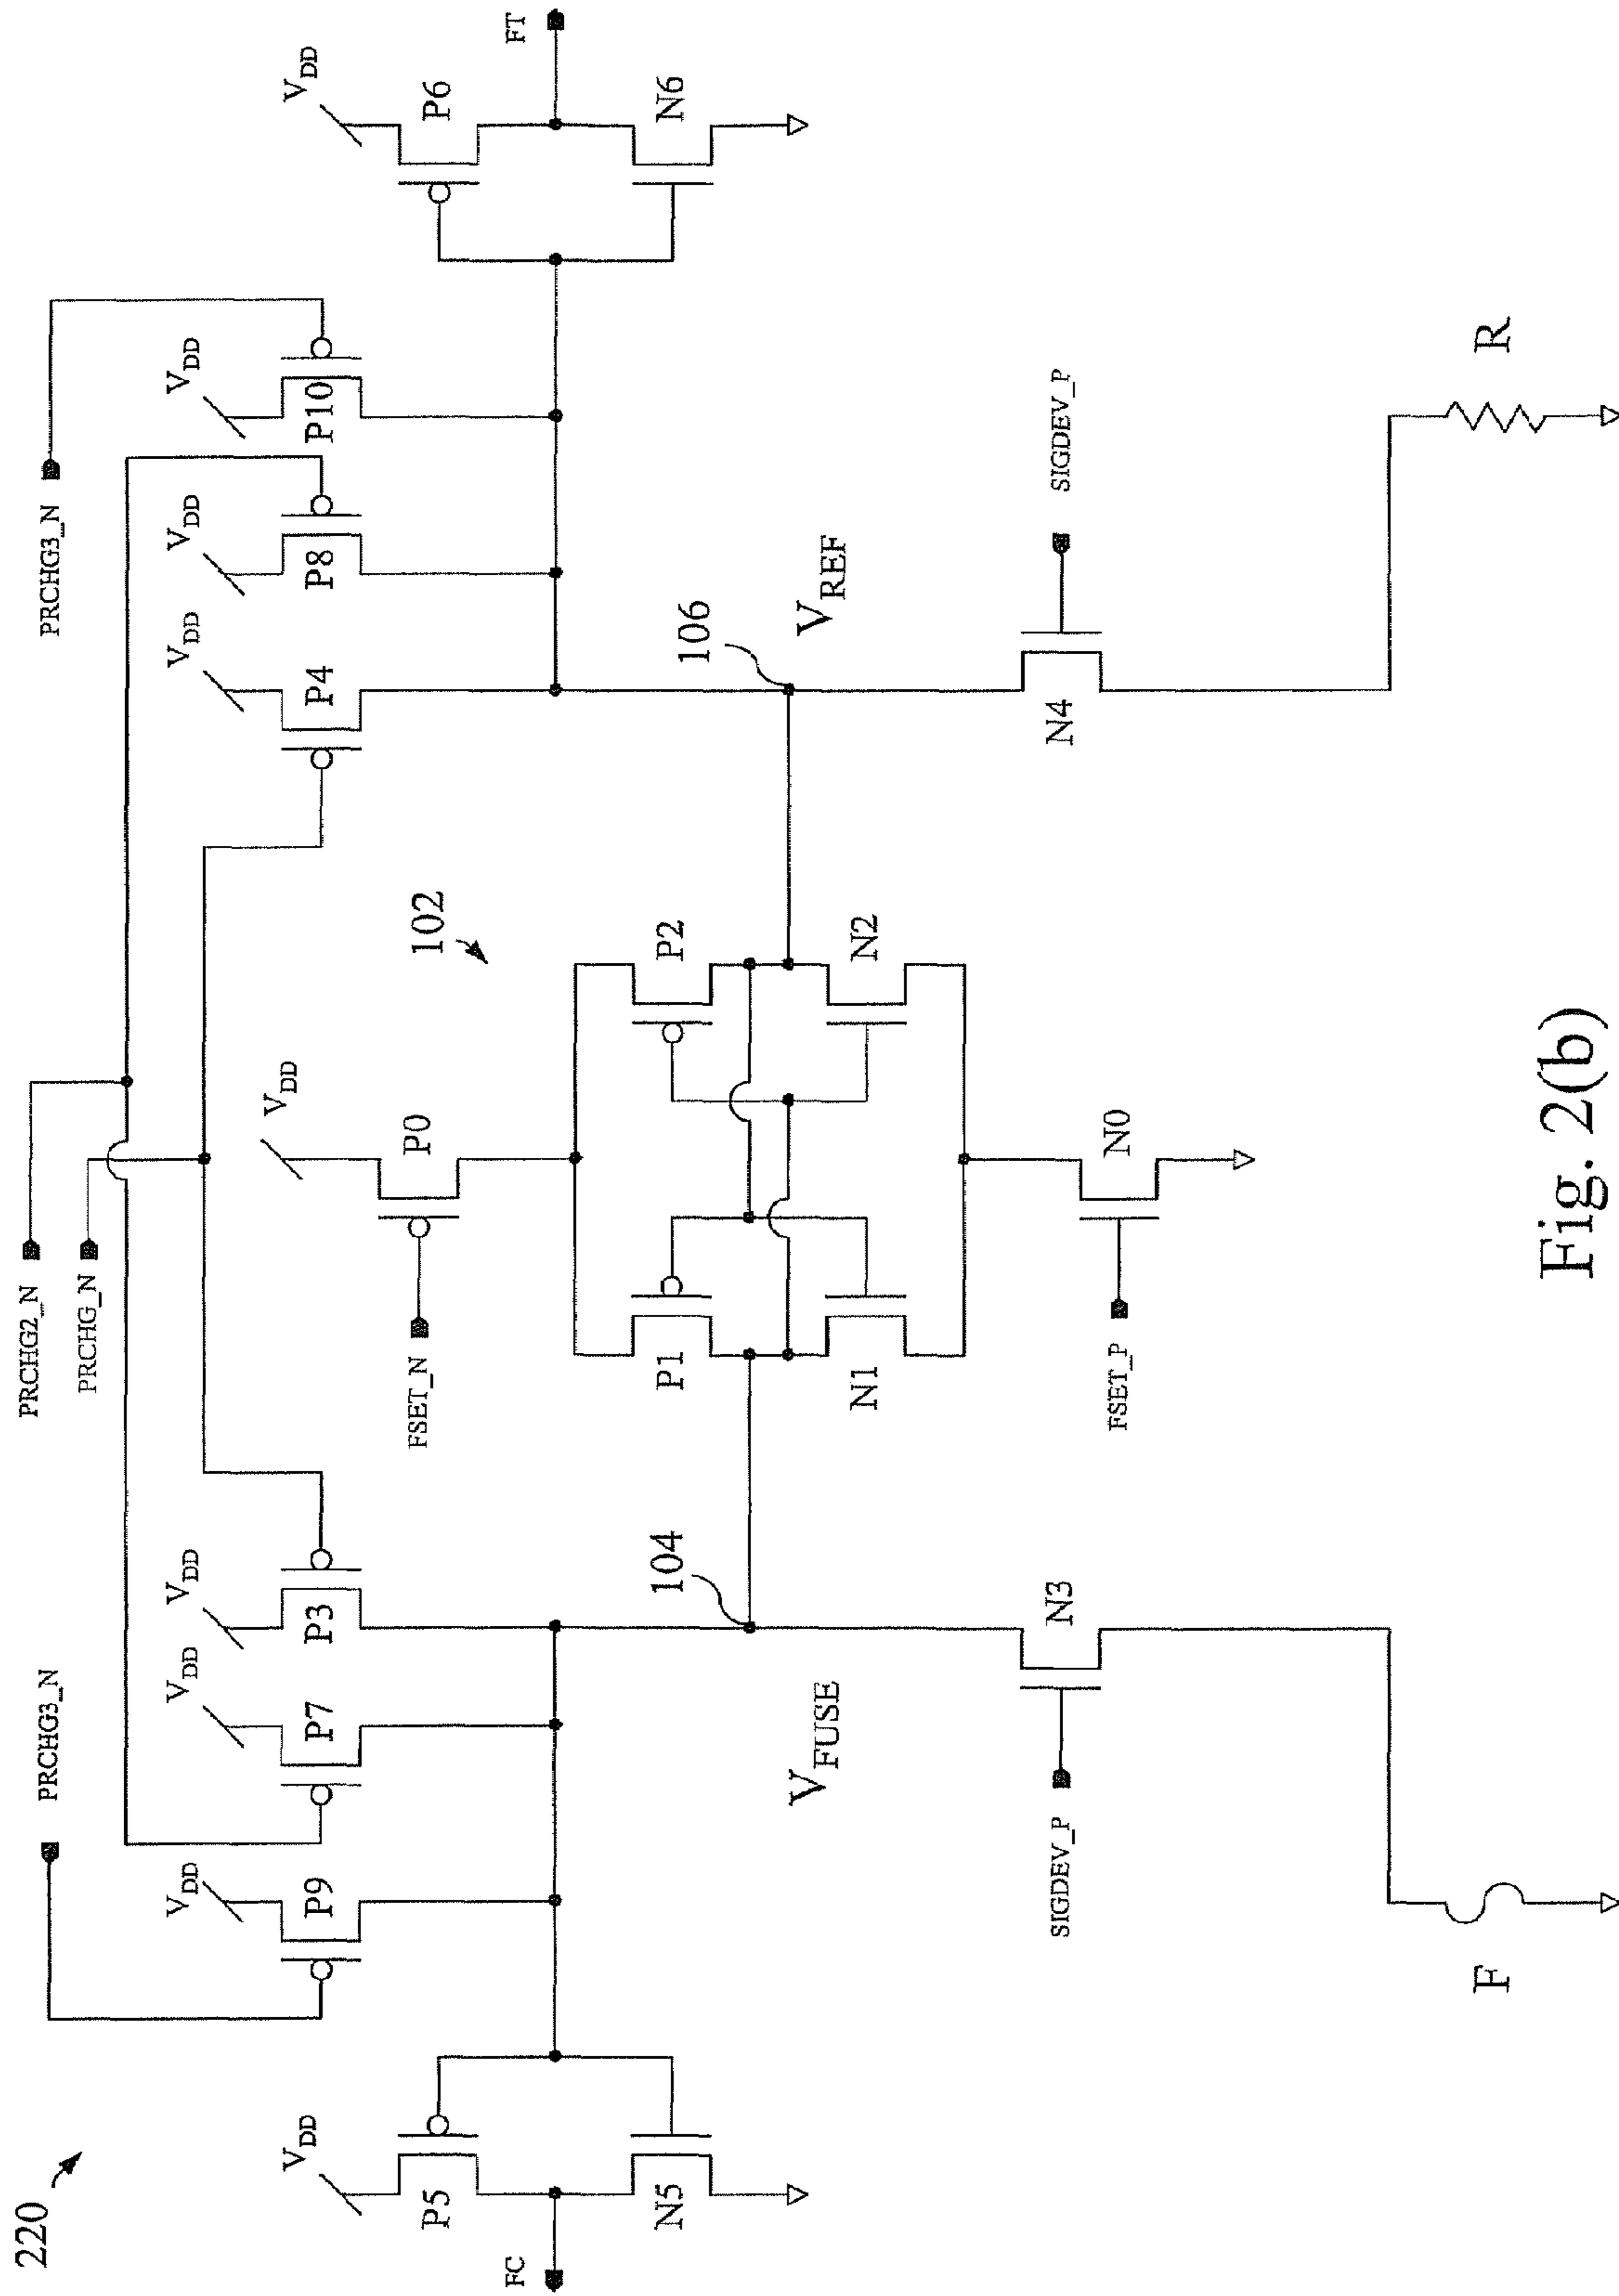 220
PRCHG2_N
PRCHG_N
PRCHG3_N
PRCHG3_N
VDD
P9
VDD
P7
VDD
P3
VDD
P4
VDD
P8
VDD
P10
VDD
P5
N5
FC
VDD
P0
FSET_N
102
VDD
P6
N6
FT
P1
N1
P2
N2
104
VFUSE
106
VREF
SIGDEV_P
N3
FSET_P
N0
N4
SIGDEV_P
F
R
Fig. 2(b)